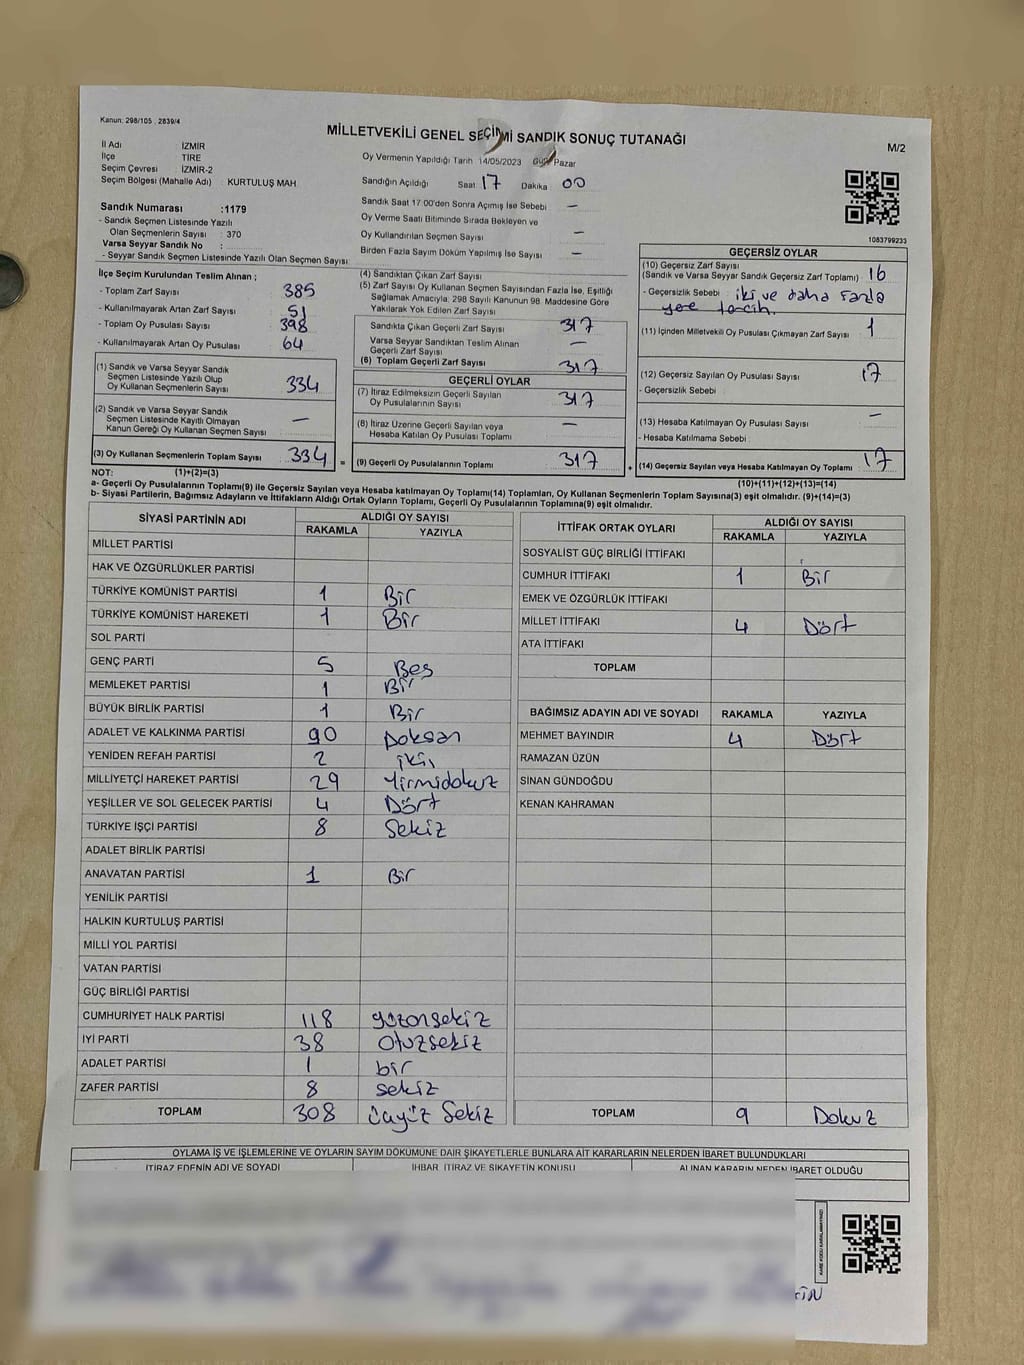 Kanun: 298/105 , 2839/4
MİLLETVEKİLİ GENEL SEÇİMİ SANDIK SONUÇ TUTANAĞI
M/2
İl Adı İZMİR
İlçe TİRE
Seçim Çevresi : İZMİR-2
Seçim Bölgesi (Mahalle Adı) KURTULUŞ MAH
Oy Vermenin Yapıldığı Tarih 14/05/2023 Gün Pazar
Sandığın Açıldığı Saat 17 Dakika 00
Sandık Saat 17:00'den Sonra Açımış İse Sebebi —
Oy Verme Saati Bitiminde Sırada Bekleyen ve
Oy Kullandırılan Seçmen Sayısı —
Birden Fazla Sayım Döküm Yapılmış İse Sayısı —
1083799233
Sandık Numarası :1179
- Sandık Seçmen Listesinde Yazılı
Olan Seçmenlerin Sayısı : 370
Varsa Seyyar Sandık No :
- Seyyar Sandık Seçmen Listesinde Yazılı Olan Seçmen Sayısı:
İlçe Seçim Kurulundan Teslim Alınan ;
- Toplam Zarf Sayısı 385
- Kullanılmayarak Artan Zarf Sayısı 51
- Toplam Oy Pusulası Sayısı 398
- Kullanılmayarak Artan Oy Pusulası 64
(1) Sandık ve Varsa Seyyar Sandık
Seçmen Listesinde Yazılı Olup
Oy Kullanan Seçmenlerin Sayısı 334
(2) Sandık ve Varsa Seyyar Sandık
Seçmen Listesinde Kayıtlı Olmayan
Kanun Gereği Oy Kullanan Seçmen Sayısı —
(3) Oy Kullanan Seçmenlerin Toplam Sayısı 334 =
(4) Sandıktan Çıkan Zarf Sayısı
(5) Zarf Sayısı Oy Kullanan Seçmen Sayısından Fazla İse, Eşitliği
Sağlamak Amacıyla; 298 Sayılı Kanunun 98. Maddesine Göre
Yakılarak Yok Edilen Zarf Sayısı
Sandıkta Çıkan Geçerli Zarf Sayısı 317
Varsa Seyyar Sandıktan Teslim Alınan
Geçerli Zarf Sayısı —
(6) Toplam Geçerli Zarf Sayısı 317
GEÇERLİ OYLAR
(7) İtiraz Edilmeksizin Geçerli Sayılan
Oy Pusulalarının Sayısı 317
(8) İtiraz Üzerine Geçerli Sayılan veya
Hesaba Katılan Oy Pusulası Toplamı —
(9) Geçerli Oy Pusulalarının Toplamı 317 +
GEÇERSİZ OYLAR
(10) Geçersiz Zarf Sayısı
(Sandık ve Varsa Seyyar Sandık Geçersiz Zarf Toplamı) 16
- Geçersizlik Sebebi : iki ve daha fazla
yere tercih.
(11) İçinden Milletvekili Oy Pusulası Çıkmayan Zarf Sayısı 1
(12) Geçersiz Sayılan Oy Pusulası Sayısı 17
- Geçersizlik Sebebi :
(13) Hesaba Katılmayan Oy Pusulası Sayısı —
- Hesaba Katılmama Sebebi :
(14) Geçersiz Sayılan veya Hesaba Katılmayan Oy Toplamı 17
NOT: (1)+(2)=(3)
(10)+(11)+(12)+(13)=(14)
a- Geçerli Oy Pusulalarının Toplamı(9) ile Geçersiz Sayılan veya Hesaba katılmayan Oy Toplamı(14) Toplamları, Oy Kullanan Seçmenlerin Toplam Sayısına(3) eşit olmalıdır. (9)+(14)=(3)
b- Siyasi Partilerin, Bağımsız Adayların ve İttifakların Aldığı Ortak Oyların Toplamı, Geçerli Oy Pusulalarının Toplamına(9) eşit olmalıdır.
SİYASİ PARTİNİN ADI ALDIĞI OY SAYISI
RAKAMLA YAZIYLA
MİLLET PARTİSİ
HAK VE ÖZGÜRLÜKLER PARTİSİ
TÜRKİYE KOMÜNİST PARTİSİ 1 Bir
TÜRKİYE KOMÜNİST HAREKETİ 1 Bir
SOL PARTİ
GENÇ PARTİ 5 Beş
MEMLEKET PARTİSİ 1 Bir
BÜYÜK BİRLİK PARTİSİ 1 Bir
ADALET VE KALKINMA PARTİSİ 90 Doksan
YENİDEN REFAH PARTİSİ 2 iki
MİLLİYETÇİ HAREKET PARTİSİ 29 Yirmidokuz
YEŞİLLER VE SOL GELECEK PARTİSİ 4 Dört
TÜRKİYE İŞÇİ PARTİSİ 8 Sekiz
ADALET BİRLİK PARTİSİ
ANAVATAN PARTİSİ 1 Bir
YENİLİK PARTİSİ
HALKIN KURTULUŞ PARTİSİ
MİLLİ YOL PARTİSİ
VATAN PARTİSİ
GÜÇ BİRLİĞİ PARTİSİ
CUMHURİYET HALK PARTİSİ 118 yüzonsekiz
İYİ PARTİ 38 Otuzsekiz
ADALET PARTİSİ 1 bir
ZAFER PARTİSİ 8 sekiz
TOPLAM 308 üçyüz Sekiz
İTTİFAK ORTAK OYLARI ALDIĞI OY SAYISI
RAKAMLA YAZIYLA
SOSYALİST GÜÇ BİRLİĞİ İTTİFAKI
CUMHUR İTTİFAKI 1 Bir
EMEK VE ÖZGÜRLÜK İTTİFAKI
MİLLET İTTİFAKI 4 Dört
ATA İTTİFAKI
TOPLAM
BAĞIMSIZ ADAYIN ADI VE SOYADI RAKAMLA YAZIYLA
MEHMET BAYINDIR 4 Dört
RAMAZAN ÜZÜN
SİNAN GÜNDOĞDU
KENAN KAHRAMAN
TOPLAM 9 Dokuz
OYLAMA İŞ VE İŞLEMLERİNE VE OYLARIN SAYIM DÖKÜMÜNE DAİR ŞİKAYETLERLE BUNLARA AİT KARARLARIN NELERDEN İBARET BULUNDUKLARI
İTİRAZ EDENİN ADI VE SOYADI İHBAR, İTİRAZ VE ŞİKAYETİN KONUSU ALINAN KARARIN NEDEN İBARET OLDUĞU
KARE KODU KARALAMAYINIZ!